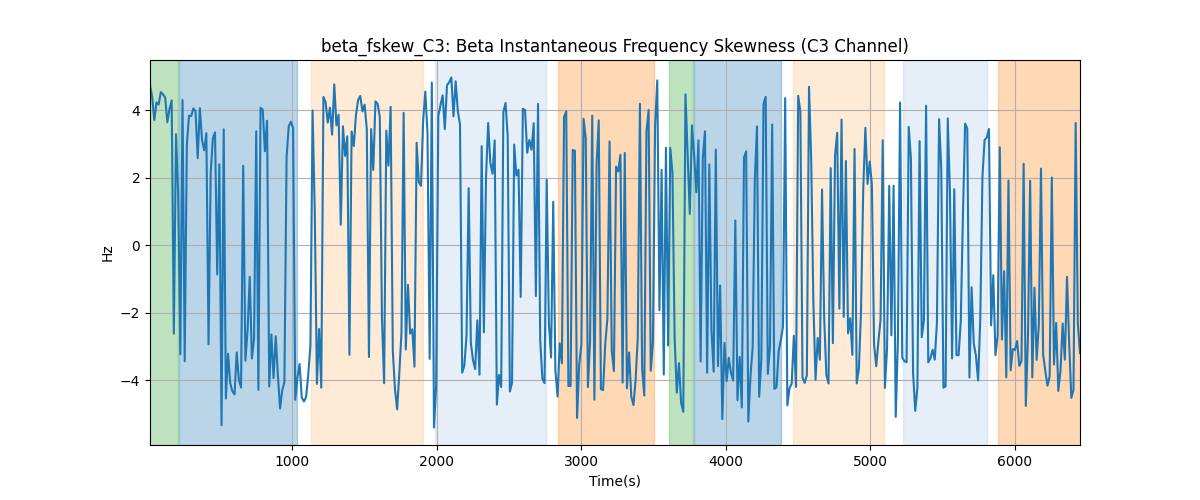 beta_fskew_C3: Beta Instantaneous Frequency Skewness (C3 Channel)
4
2
0
−2
−4
Hz
1000 2000 3000 4000 5000 6000
Time(s)